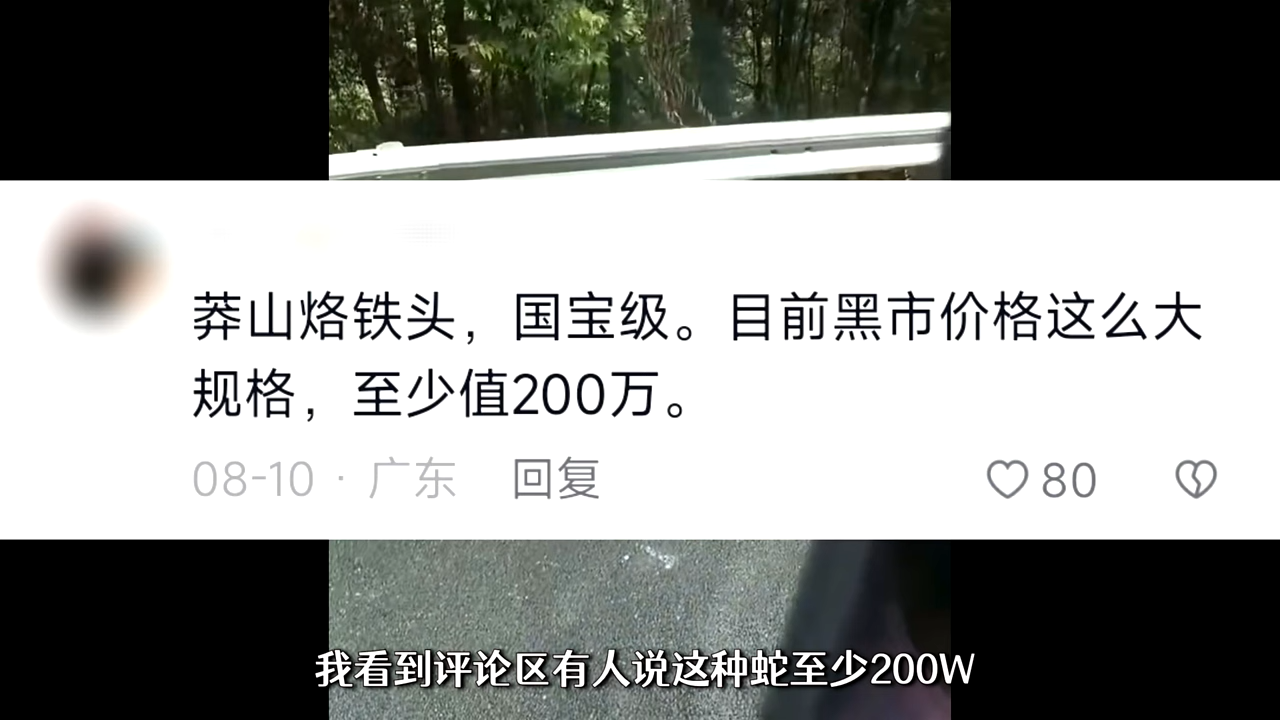 莽山烙铁头，国宝级。目前黑市价格这么大
规格，至少值200万。
08-10 · 广东 回复 80
我看到评论区有人说这种蛇至少200W